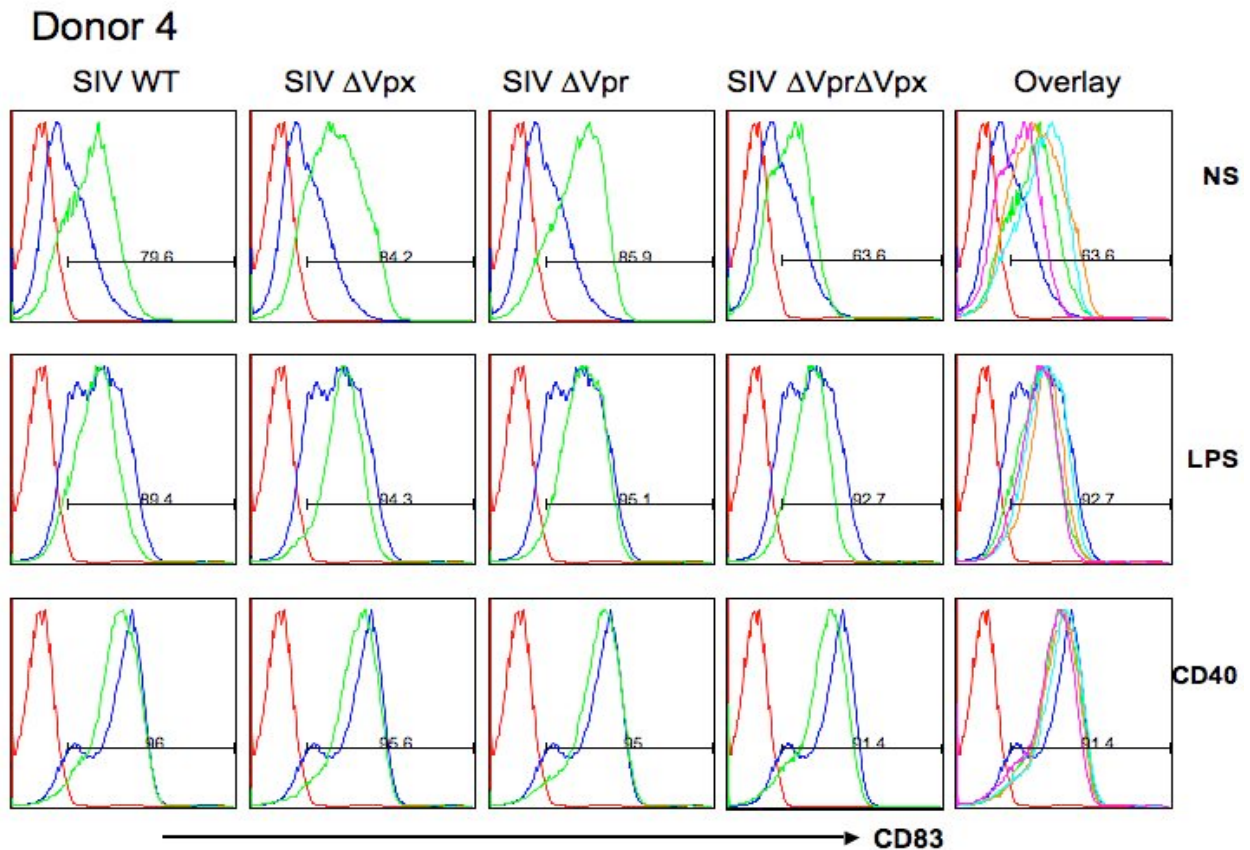 Donor 4
SIV WT SIV ΔVpx SIV ΔVpr SIV ΔVprΔVpx Overlay
79.6 84.2 85.9 63.6 63.6 NS
89.4 94.3 95.1 92.7 92.7 LPS
96 95.6 95 91.4 91.4 CD40
CD83